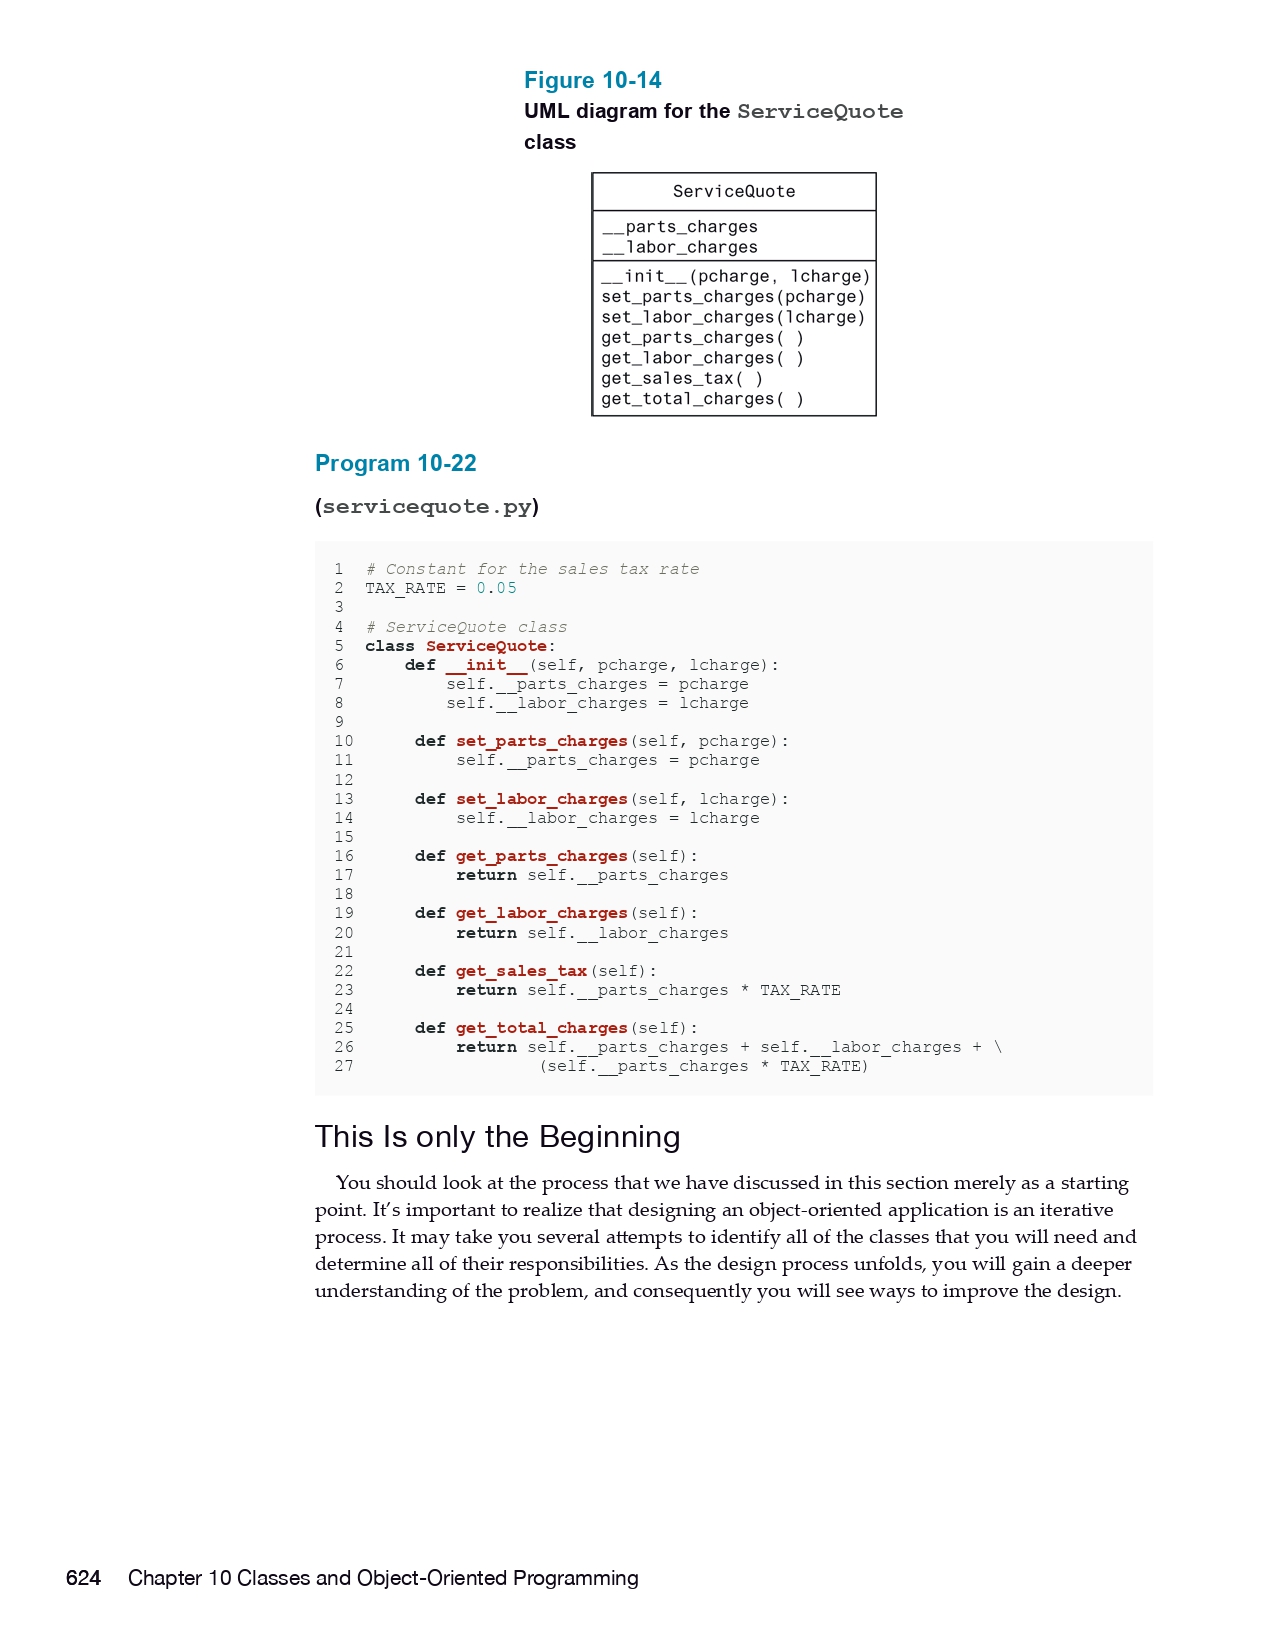 Figure 10-14
UML diagram for the ServiceQuote
class
ServiceQuote
__parts_charges
__labor_charges
__init__(pcharge, lcharge)
set_parts_charges(pcharge)
set_labor_charges(lcharge)
get_parts_charges( )
get_labor_charges( )
get_sales_tax( )
get_total_charges( )
Program 10-22
(servicequote.py)
1 # Constant for the sales tax rate
2 TAX_RATE = 0.05
3
4 # ServiceQuote class
5 class ServiceQuote:
6     def __init__(self, pcharge, lcharge):
7         self.__parts_charges = pcharge
8         self.__labor_charges = lcharge
9
10     def set_parts_charges(self, pcharge):
11         self.__parts_charges = pcharge
12
13     def set_labor_charges(self, lcharge):
14         self.__labor_charges = lcharge
15
16     def get_parts_charges(self):
17         return self.__parts_charges
18
19     def get_labor_charges(self):
20         return self.__labor_charges
21
22     def get_sales_tax(self):
23         return self.__parts_charges * TAX_RATE
24
25     def get_total_charges(self):
26         return self.__parts_charges + self.__labor_charges + \
27                 (self.__parts_charges * TAX_RATE)
This Is only the Beginning
You should look at the process that we have discussed in this section merely as a starting
point. It’s important to realize that designing an object-oriented application is an iterative
process. It may take you several attempts to identify all of the classes that you will need and
determine all of their responsibilities. As the design process unfolds, you will gain a deeper
understanding of the problem, and consequently you will see ways to improve the design.
624 Chapter 10 Classes and Object-Oriented Programming